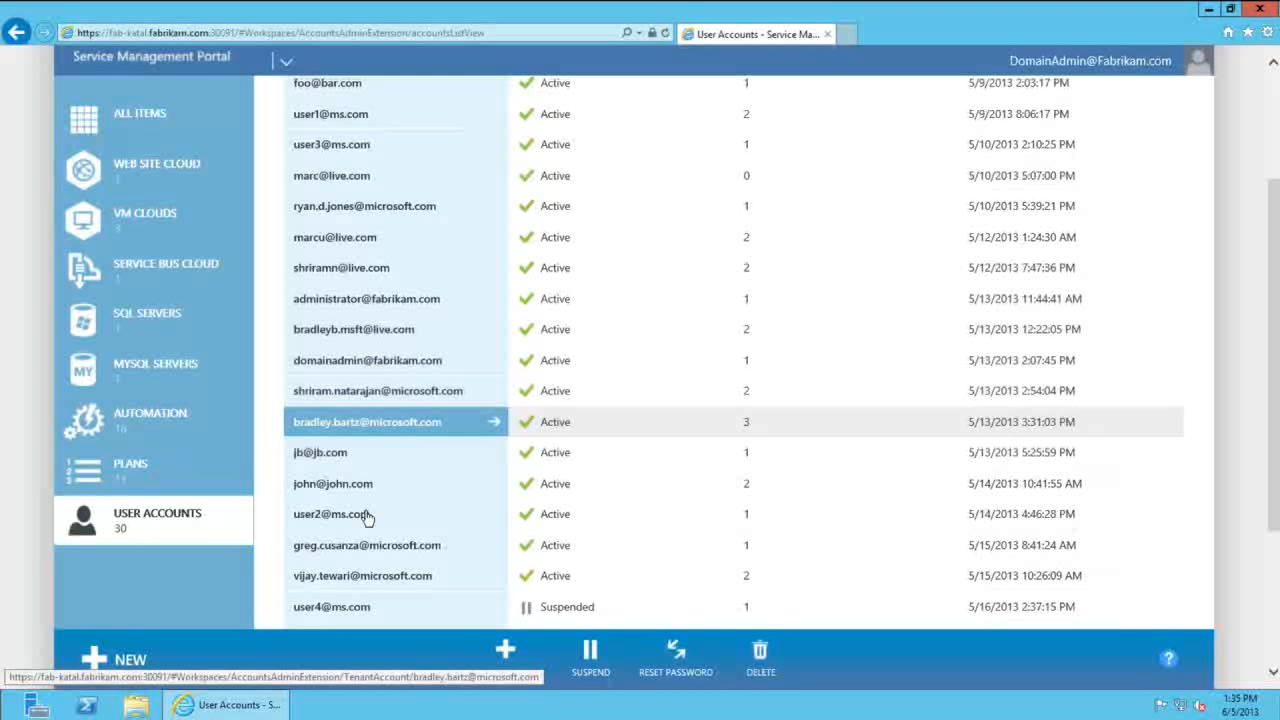 https://fab-katal.fabrikam.com:30091/#Workspaces/AccountsAdminExtension/accountsListView
User Accounts - Service Ma...
Service Management Portal
DomainAdmin@Fabrikam.com
foo@bar.com Active 1 5/9/2013 2:03:17 PM
ALL ITEMS
user1@ms.com Active 2 5/9/2013 8:06:17 PM
user3@ms.com Active 1 5/10/2013 2:10:25 PM
WEB SITE CLOUD
1
marc@live.com Active 0 5/10/2013 5:07:00 PM
ryan.d.jones@microsoft.com Active 1 5/10/2013 5:39:21 PM
VM CLOUDS
3
marcu@live.com Active 2 5/12/2013 1:24:30 AM
shriramn@live.com Active 2 5/12/2013 7:47:36 PM
SERVICE BUS CLOUD
1
administrator@fabrikam.com Active 1 5/13/2013 11:44:41 AM
SQL SERVERS
1
bradleyb.msft@live.com Active 2 5/13/2013 12:22:05 PM
domainadmin@fabrikam.com Active 1 5/13/2013 2:07:45 PM
MY
MYSQL SERVERS
1
shriram.natarajan@microsoft.com Active 2 5/13/2013 2:54:04 PM
AUTOMATION
16
bradley.bartz@microsoft.com Active 3 5/13/2013 3:31:03 PM
jb@jb.com Active 1 5/13/2013 5:25:59 PM
PLANS
john@john.com Active 2 5/14/2013 10:41:55 AM
USER ACCOUNTS
30
user2@ms.com Active 1 5/14/2013 4:46:28 PM
greg.cusanza@microsoft.com Active 1 5/15/2013 8:41:24 AM
vijay.tewari@microsoft.com Active 2 5/15/2013 10:26:09 AM
user4@ms.com Suspended 1 5/16/2013 2:37:15 PM
NEW
SUSPEND RESET PASSWORD DELETE
?
https://fab-katal.fabrikam.com:30091/#Workspaces/AccountsAdminExtension/TenantAccount/bradley.bartz@microsoft.com
User Accounts - S...
1:35 PM
6/5/2013